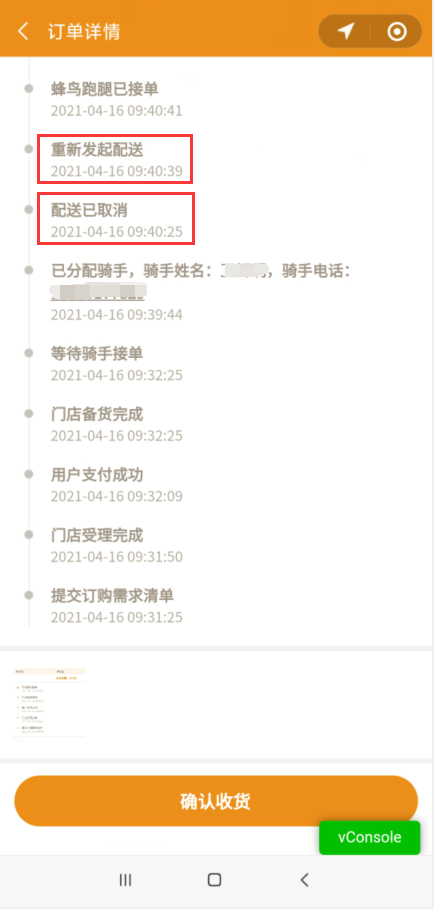 订单详情
蜂鸟跑腿已接单
2021-04-16 09:40:41
重新发起配送
2021-04-16 09:40:39
配送已取消
2021-04-16 09:40:25
已分配骑手，骑手姓名：
，骑手电话：
2021-04-16 09:39:44
等待骑手接单
2021-04-16 09:32:25
门店备货完成
2021-04-16 09:32:25
用户支付成功
2021-04-16 09:32:09
门店受理完成
2021-04-16 09:31:50
提交订购需求清单
2021-04-16 09:31:25
确认收货
vConsole